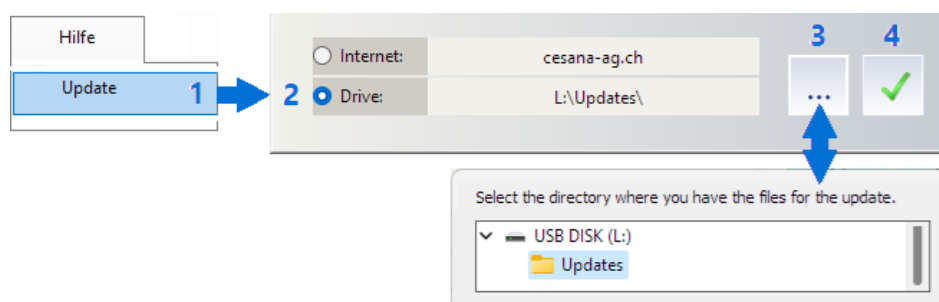 Hilfe
Update
1
2
Internet:
cesana-ag.ch
Drive:
L:\Updates\
3
4
...
Select the directory where you have the files for the update.
USB DISK (L:)
Updates